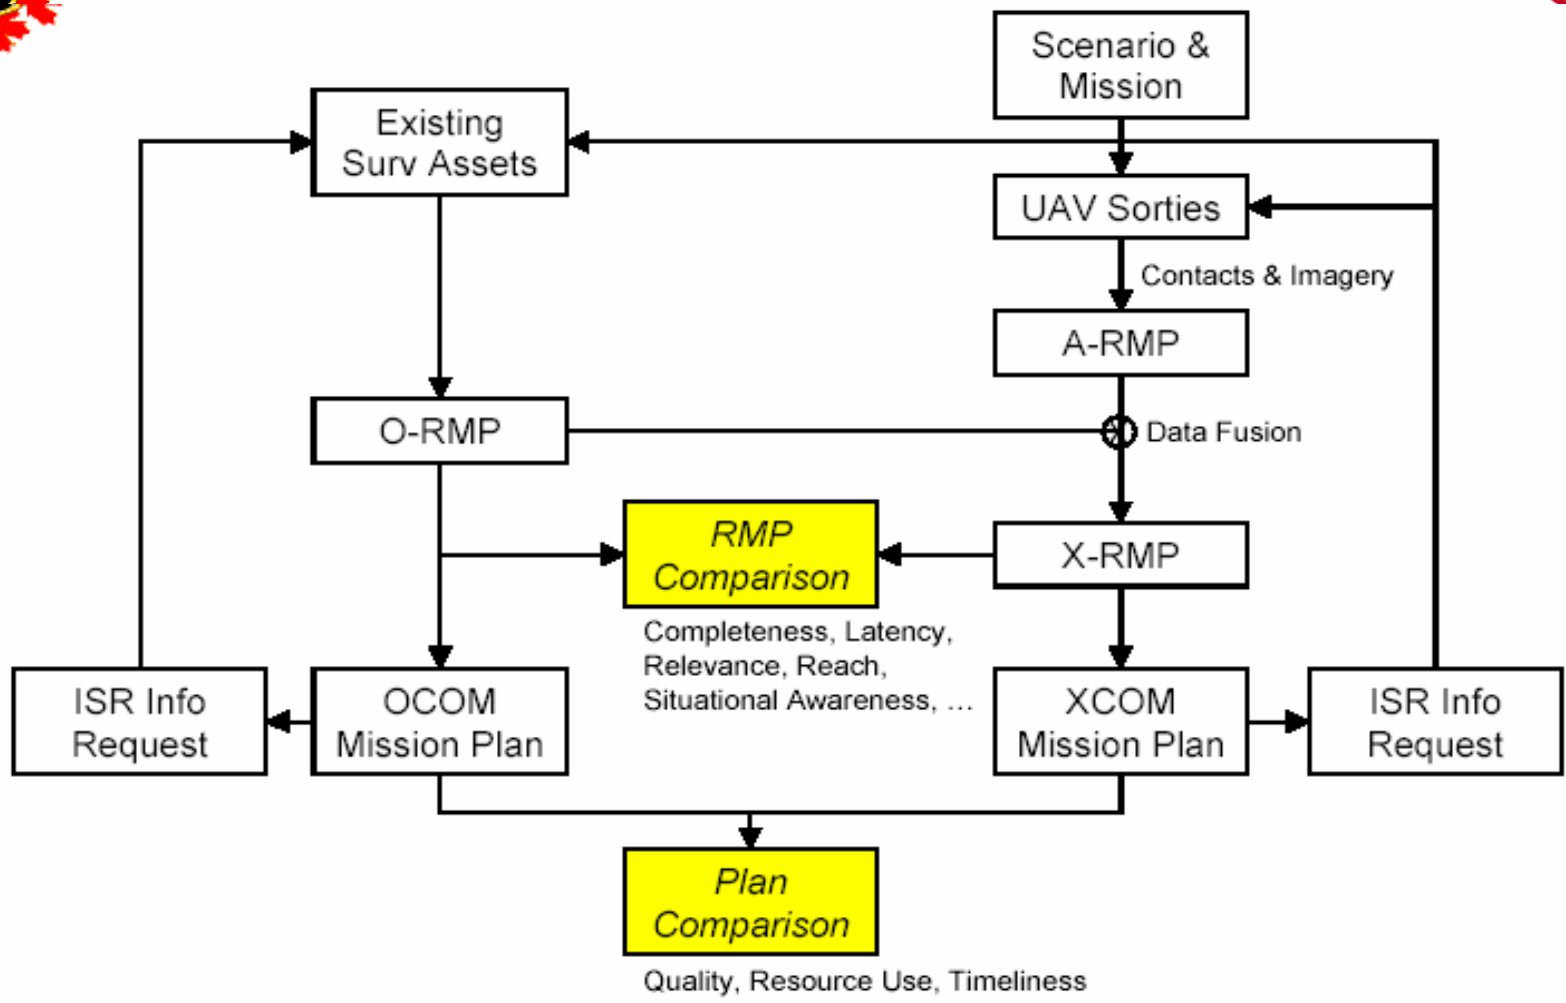 Scenario &
Mission
Existing
Surv Assets
UAV Sorties
Contacts & Imagery
A-RMP
O-RMP
Data Fusion
RMP
Comparison
X-RMP
Completeness, Latency,
Relevance, Reach,
Situational Awareness, ...
ISR Info
Request
OCOM
Mission Plan
XCOM
Mission Plan
ISR Info
Request
Plan
Comparison
Quality, Resource Use, Timeliness